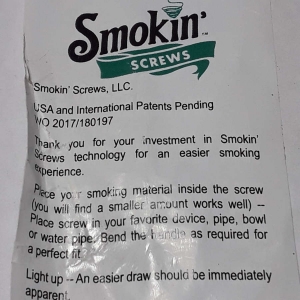 Smokin'
SCREWS
Smokin' Screws, LLC.
USA and International Patents Pending
WO 2017/180197
Thank you for your investment in Smokin'
Screws technology for an easier smoking
experience.
Place your smoking material inside the screw
(you will find a smaller amount works well) --
Place screw in your favorite device, pipe, bowl
or water pipe. Bend the handle as required for
a perfect fit
Light up -- An easier draw should be immediately
apparent.